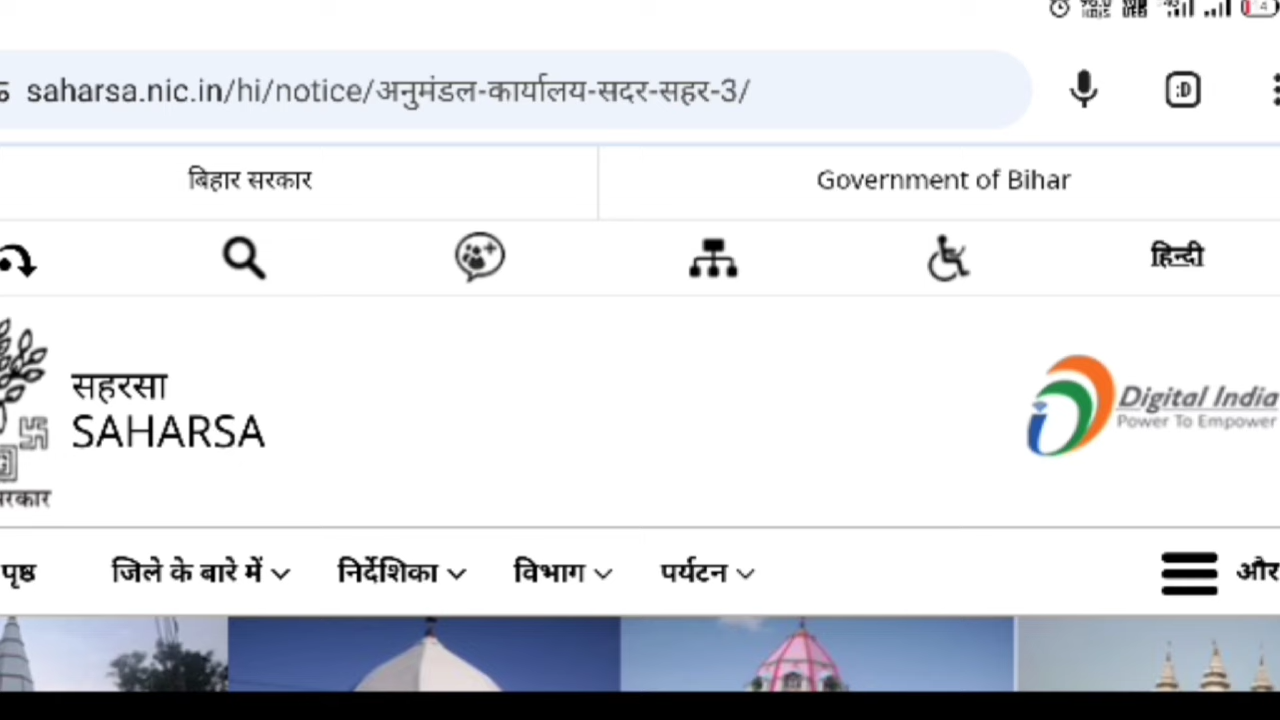 saharsa.nic.in/hi/notice/अनुमंडल-कार्यालय-सदर-सहर-3/
:D
बिहार सरकार
Government of Bihar
हिन्दी
सहरसा
SAHARSA
Digital India
Power To Empower
पृष्ठ
जिले के बारे में
निर्देशिका
विभाग
पर्यटन
और